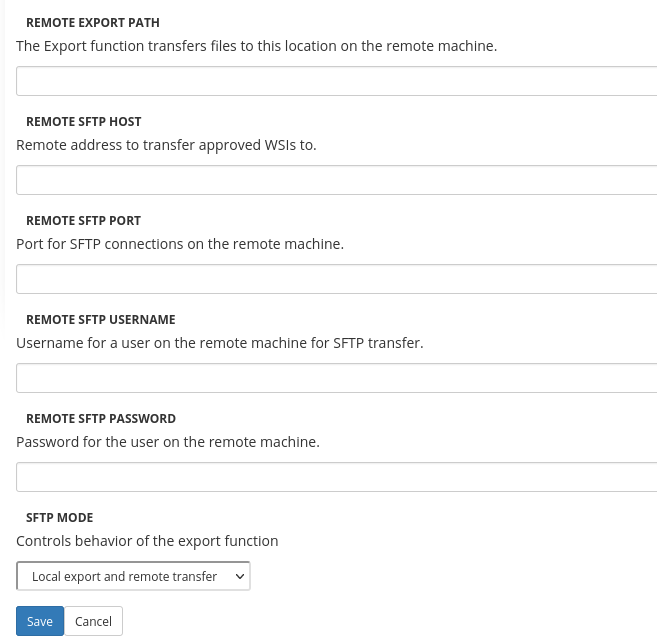 REMOTE EXPORT PATH
The Export function transfers files to this location on the remote machine.
REMOTE SFTP HOST
Remote address to transfer approved WSIs to.
REMOTE SFTP PORT
Port for SFTP connections on the remote machine.
REMOTE SFTP USERNAME
Username for a user on the remote machine for SFTP transfer.
REMOTE SFTP PASSWORD
Password for the user on the remote machine.
SFTP MODE
Controls behavior of the export function
Local export and remote transfer
Save Cancel